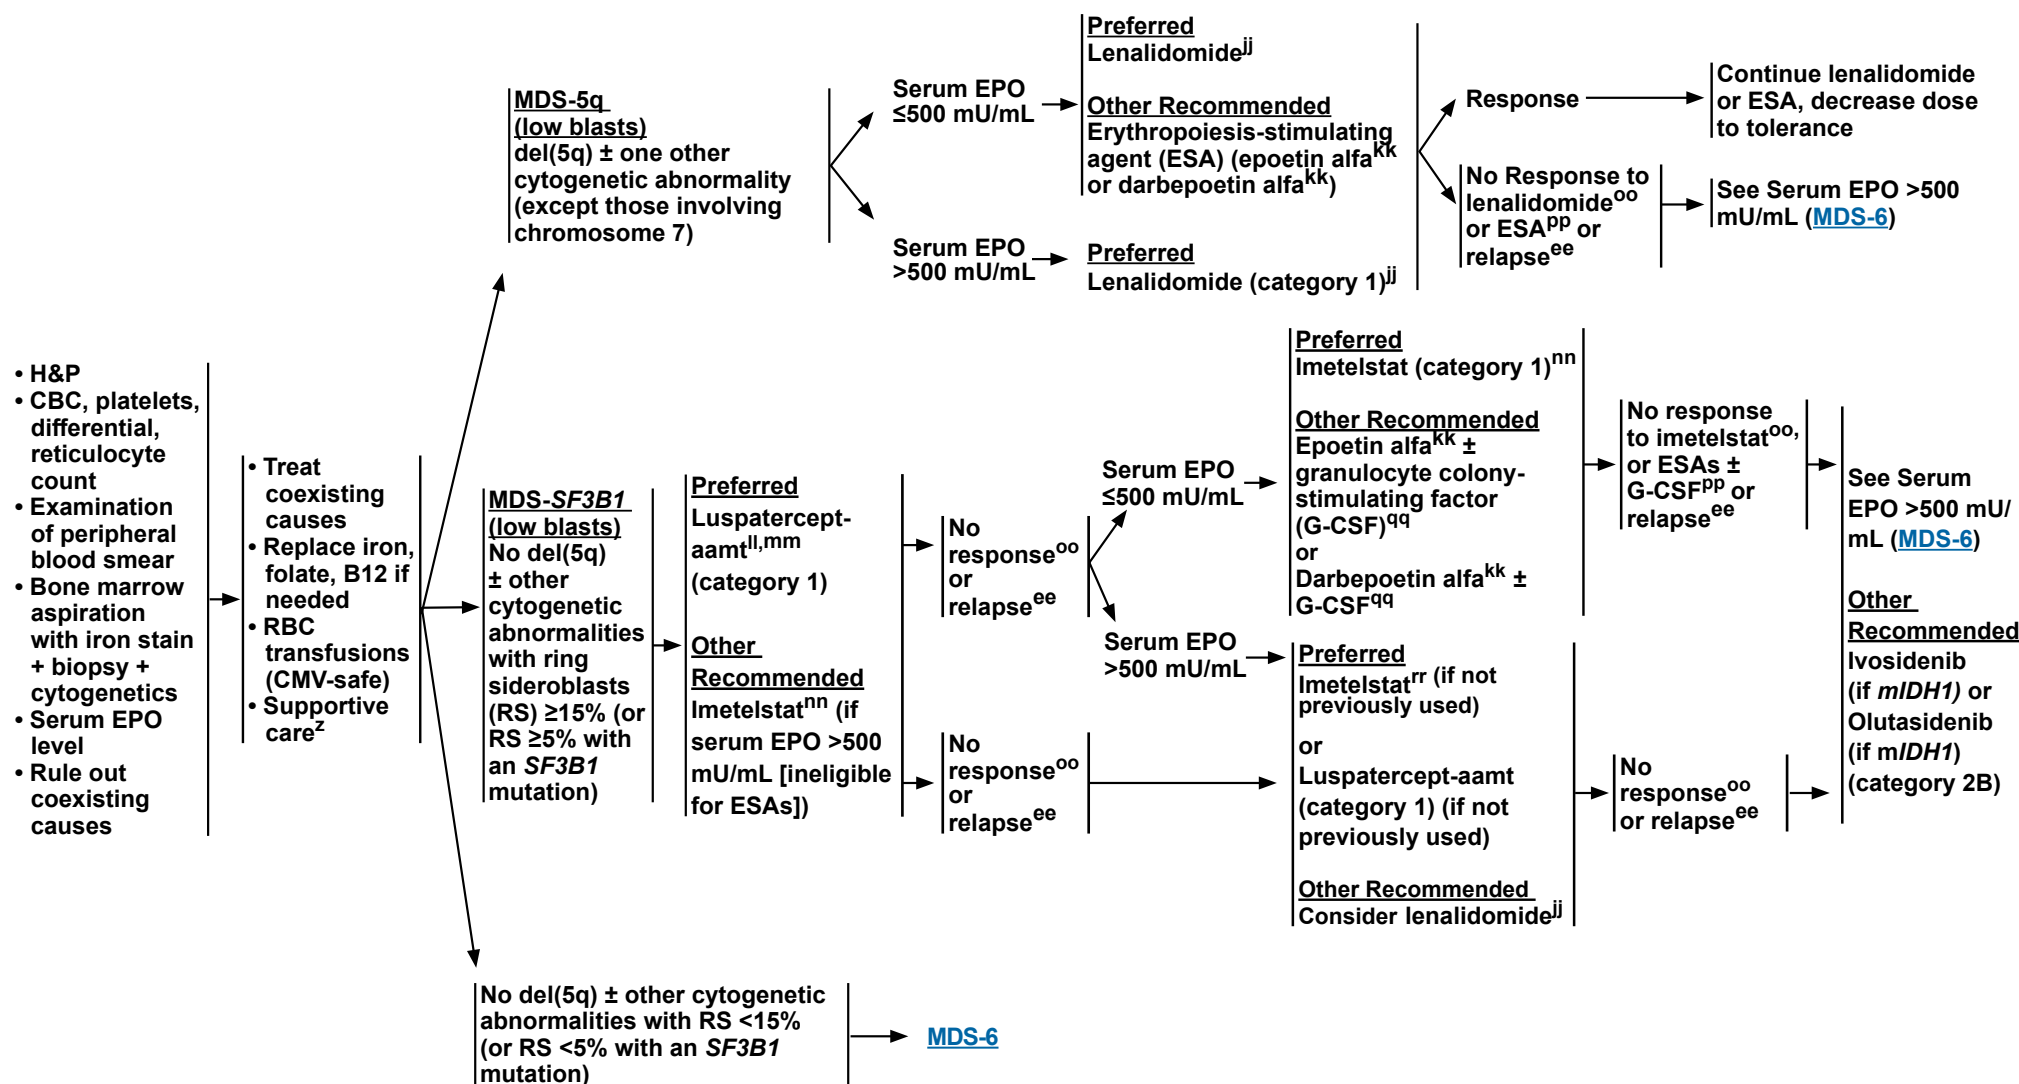 • H&P
• CBC, platelets,
differential,
reticulocyte
count
• Examination
of peripheral
blood smear
• Bone marrow
aspiration
with iron stain
+ biopsy +
cytogenetics
• Serum EPO
level
• Rule out
coexisting
causes
• Treat
coexisting
causes
• Replace iron,
folate, B12 if
needed
• RBC
transfusions
(CMV-safe)
• Supportive
care^z
MDS-5q
(low blasts)
del(5q) ± one other
cytogenetic abnormality
(except those involving
chromosome 7)
Serum EPO
≤500 mU/mL
Preferred
Lenalidomide^jj
Other Recommended
Erythropoiesis-stimulating
agent (ESA) (epoetin alfa^kk
or darbepoetin alfa^kk)
Serum EPO
>500 mU/mL
Preferred
Lenalidomide (category 1)^jj
Response
Continue lenalidomide
or ESA, decrease dose
to tolerance
No Response to
lenalidomide^oo
or ESA^pp or
relapse^ee
See Serum EPO >500
mU/mL (MDS-6)
MDS-SF3B1
(low blasts)
No del(5q)
± other
cytogenetic
abnormalities
with ring
sideroblasts
(RS) ≥15% (or
RS ≥5% with
an SF3B1
mutation)
Preferred
Luspatercept-
aamt^ll,mm
(category 1)
Other
Recommended
Imetelstat^nn (if
serum EPO >500
mU/mL [ineligible
for ESAs])
No
response^oo
or
relapse^ee
Serum EPO
≤500 mU/mL
Preferred
Imetelstat (category 1)^nn
Other Recommended
Epoetin alfa^kk ±
granulocyte colony-
stimulating factor
(G-CSF)^qq
or
Darbepoetin alfa^kk ±
G-CSF^qq
No response
to imetelstat^oo,
or ESAs ±
G-CSF^pp or
relapse^ee
Serum EPO
>500 mU/mL
No
response^oo
or
relapse^ee
Preferred
Imetelstat^rr (if not
previously used)
or
Luspatercept-aamt
(category 1) (if not
previously used)
Other Recommended
Consider lenalidomide^jj
No
response^oo
or relapse^ee
See Serum
EPO >500 mU/
mL (MDS-6)
Other
Recommended
Ivosidenib
(if mIDH1) or
Olutasidenib
(if mIDH1)
(category 2B)
No del(5q) ± other cytogenetic
abnormalities with RS <15%
(or RS <5% with an SF3B1
mutation)
MDS-6